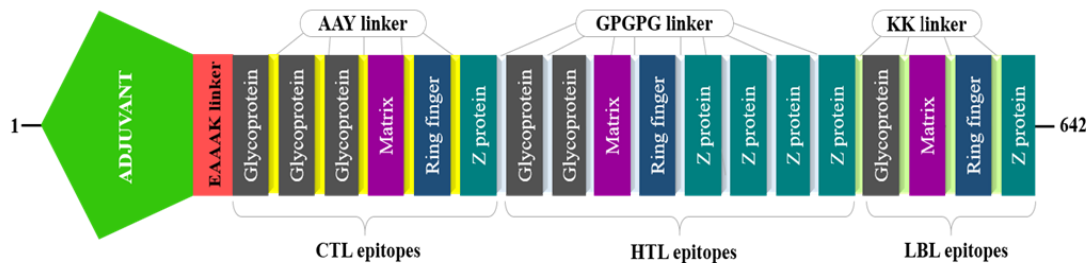 AAY linker
GPGPG linker
KK linker
1
ADJUVANT
EAAAK linker
Glycoprotein
Glycoprotein
Glycoprotein
Matrix
Ring finger
Z protein
Glycoprotein
Glycoprotein
Matrix
Ring finger
Z protein
Z protein
Z protein
Z protein
Glycoprotein
Matrix
Ring finger
Z protein
642
CTL epitopes
HTL epitopes
LBL epitopes